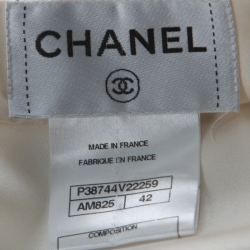 CHANEL
MADE IN FRANCE
FABRIQUE EN FRANCE
P38744V22259
AM825 42
COMPOSITION